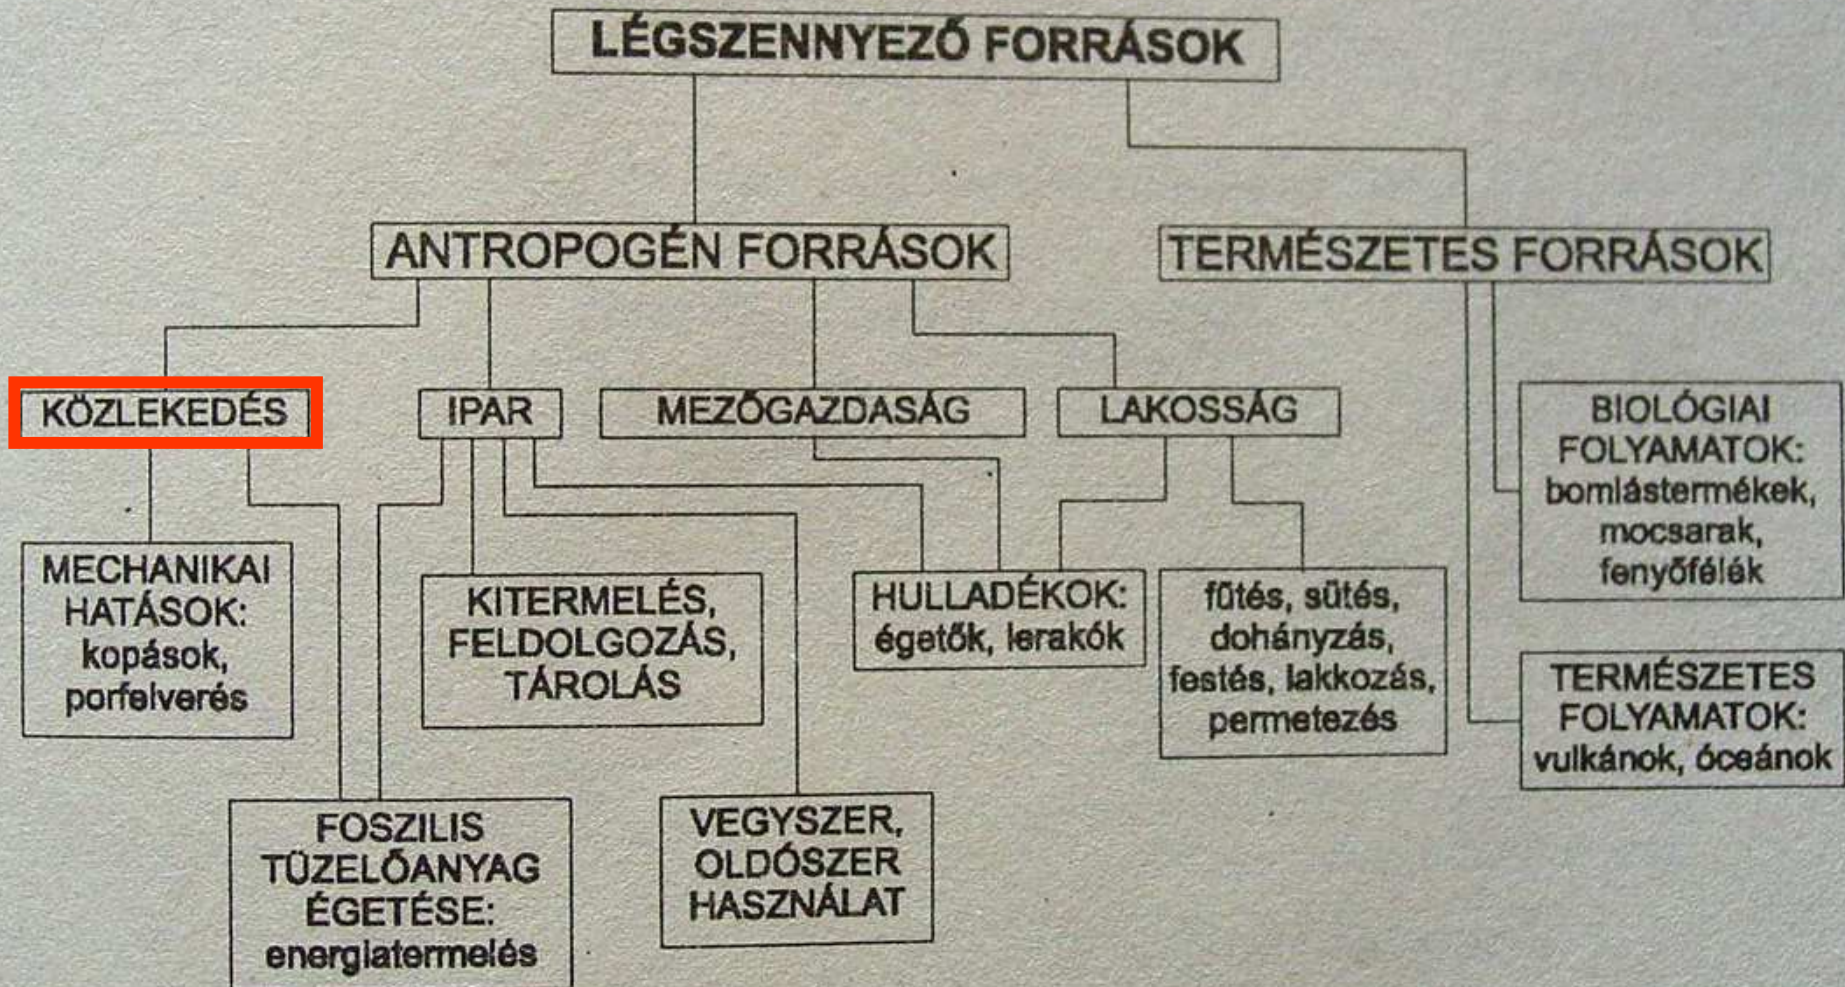 LÉGSZENNYEZŐ FORRÁSOK
ANTROPOGÉN FORRÁSOK
TERMÉSZETES FORRÁSOK
KÖZLEKEDÉS
IPAR
MEZŐGAZDASÁG
LAKOSSÁG
BIOLÓGIAI
FOLYAMATOK:
bomlástermékek,
mocsarak,
fenyőfélék
MECHANIKAI
HATÁSOK:
kopások,
porfelverés
KITERMELÉS,
FELDOLGOZÁS,
TÁROLÁS
HULLADÉKOK:
égetők, lerakók
fűtés, sütés,
dohányzás,
festés, lakkozás,
permetezés
TERMÉSZETES
FOLYAMATOK:
vulkánok, óceánok
FOSZILIS
TÜZELŐANYAG
ÉGETÉSE:
energiatermelés
VEGYSZER,
OLDÓSZER
HASZNÁLAT